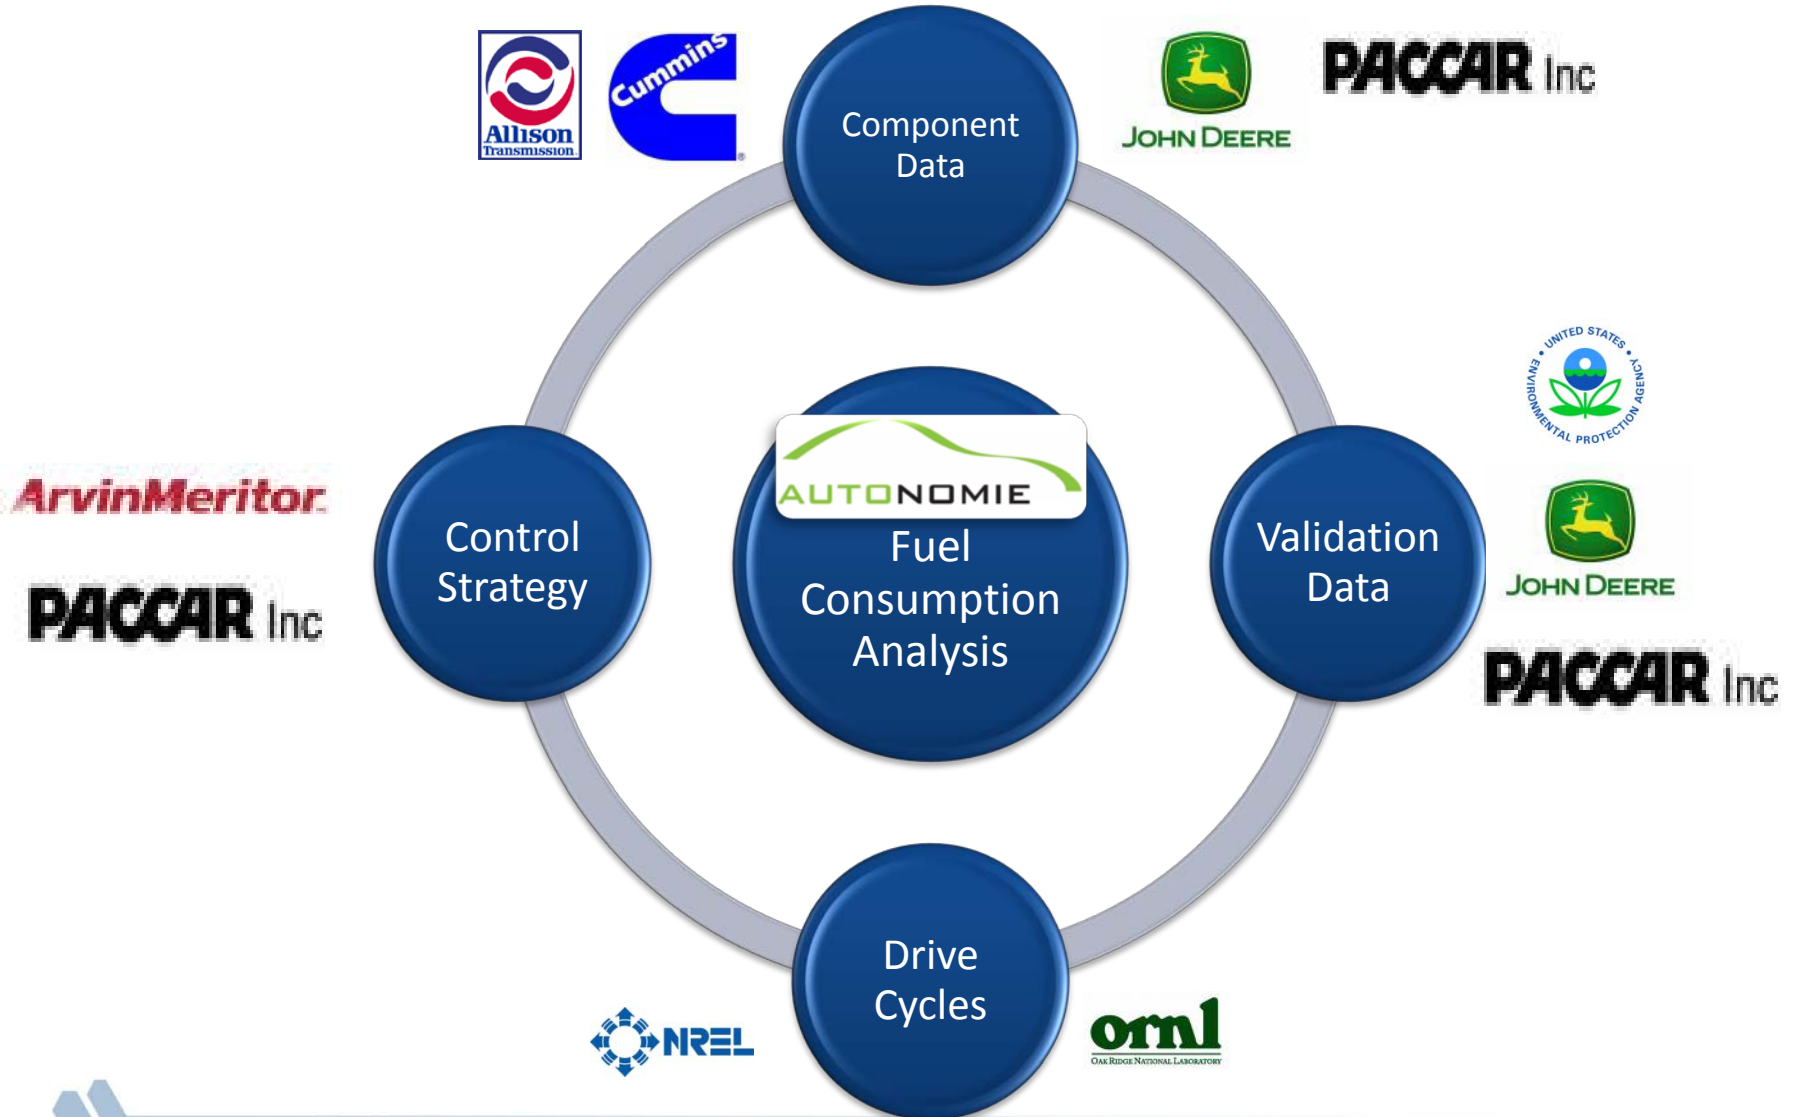 Allison
Transmission
Cummins
Component
Data
JOHN DEERE
PACCAR Inc
UNITED STATES
ENVIRONMENTAL PROTECTION AGENCY
ArvinMeritor
PACCAR Inc
Control
Strategy
AUTONOMIE
Fuel
Consumption
Analysis
Validation
Data
JOHN DEERE
PACCAR Inc
Drive
Cycles
NREL
ornl
OAK RIDGE NATIONAL LABORATORY